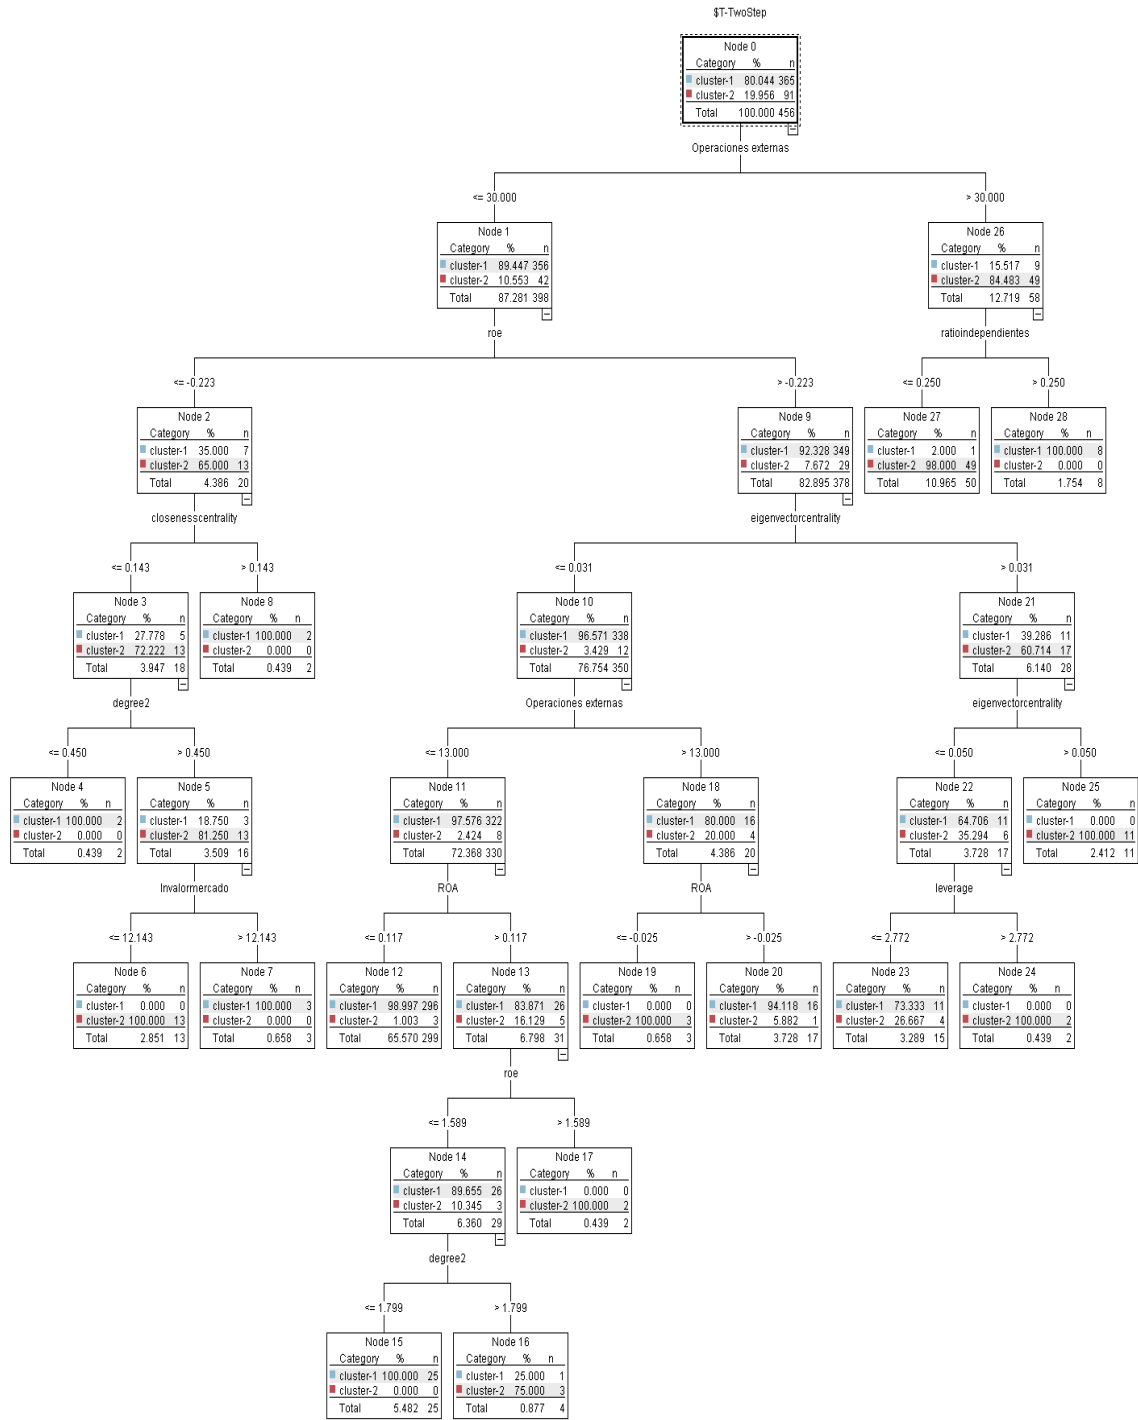 $T-TwoStep
Node 0
Category % n
cluster-1 80.044 365
cluster-2 19.956 91
Total 100.000 456
Operaciones externas
<= 30.000
> 30.000
Node 1
Category % n
cluster-1 89.447 356
cluster-2 10.553 42
Total 87.281 398
roe
Node 26
Category % n
cluster-1 15.517 9
cluster-2 84.483 49
Total 12.719 58
ratioindependientes
<= -0.223
> -0.223
<= 0.250
> 0.250
Node 2
Category % n
cluster-1 35.000 7
cluster-2 65.000 13
Total 4.386 20
closenesscentrality
Node 9
Category % n
cluster-1 92.328 349
cluster-2 7.672 29
Total 82.895 378
eigenvectorcentrality
Node 27
Category % n
cluster-1 2.000 1
cluster-2 98.000 49
Total 10.965 50
Node 28
Category % n
cluster-1 100.000 8
cluster-2 0.000 0
Total 1.754 8
<= 0.143
> 0.143
<= 0.031
> 0.031
Node 3
Category % n
cluster-1 27.778 5
cluster-2 72.222 13
Total 3.947 18
degree2
Node 8
Category % n
cluster-1 100.000 2
cluster-2 0.000 0
Total 0.439 2
Node 10
Category % n
cluster-1 96.571 338
cluster-2 3.429 12
Total 76.754 350
Operaciones externas
Node 21
Category % n
cluster-1 39.286 11
cluster-2 60.714 17
Total 6.140 28
eigenvectorcentrality
<= 0.450
> 0.450
<= 13.000
> 13.000
<= 0.050
> 0.050
Node 4
Category % n
cluster-1 100.000 2
cluster-2 0.000 0
Total 0.439 2
Node 5
Category % n
cluster-1 18.750 3
cluster-2 81.250 13
Total 3.509 16
lnvalormercado
Node 11
Category % n
cluster-1 97.576 322
cluster-2 2.424 8
Total 72.368 330
ROA
Node 18
Category % n
cluster-1 80.000 16
cluster-2 20.000 4
Total 4.386 20
ROA
Node 22
Category % n
cluster-1 64.706 11
cluster-2 35.294 6
Total 3.728 17
leverage
Node 25
Category % n
cluster-1 0.000 0
cluster-2 100.000 11
Total 2.412 11
<= 12.143
> 12.143
<= 0.117
> 0.117
<= -0.025
> -0.025
<= 2.772
> 2.772
Node 6
Category % n
cluster-1 0.000 0
cluster-2 100.000 13
Total 2.851 13
Node 7
Category % n
cluster-1 100.000 3
cluster-2 0.000 0
Total 0.658 3
Node 12
Category % n
cluster-1 98.997 296
cluster-2 1.003 3
Total 65.570 299
Node 13
Category % n
cluster-1 83.871 26
cluster-2 16.129 5
Total 6.798 31
roe
Node 19
Category % n
cluster-1 0.000 0
cluster-2 100.000 3
Total 0.658 3
Node 20
Category % n
cluster-1 94.118 16
cluster-2 5.882 1
Total 3.728 17
Node 23
Category % n
cluster-1 73.333 11
cluster-2 26.667 4
Total 3.289 15
Node 24
Category % n
cluster-1 0.000 0
cluster-2 100.000 2
Total 0.439 2
<= 1.589
> 1.589
Node 14
Category % n
cluster-1 89.655 26
cluster-2 10.345 3
Total 6.360 29
degree2
Node 17
Category % n
cluster-1 0.000 0
cluster-2 100.000 2
Total 0.439 2
<= 1.799
> 1.799
Node 15
Category % n
cluster-1 100.000 25
cluster-2 0.000 0
Total 5.482 25
Node 16
Category % n
cluster-1 25.000 1
cluster-2 75.000 3
Total 0.877 4